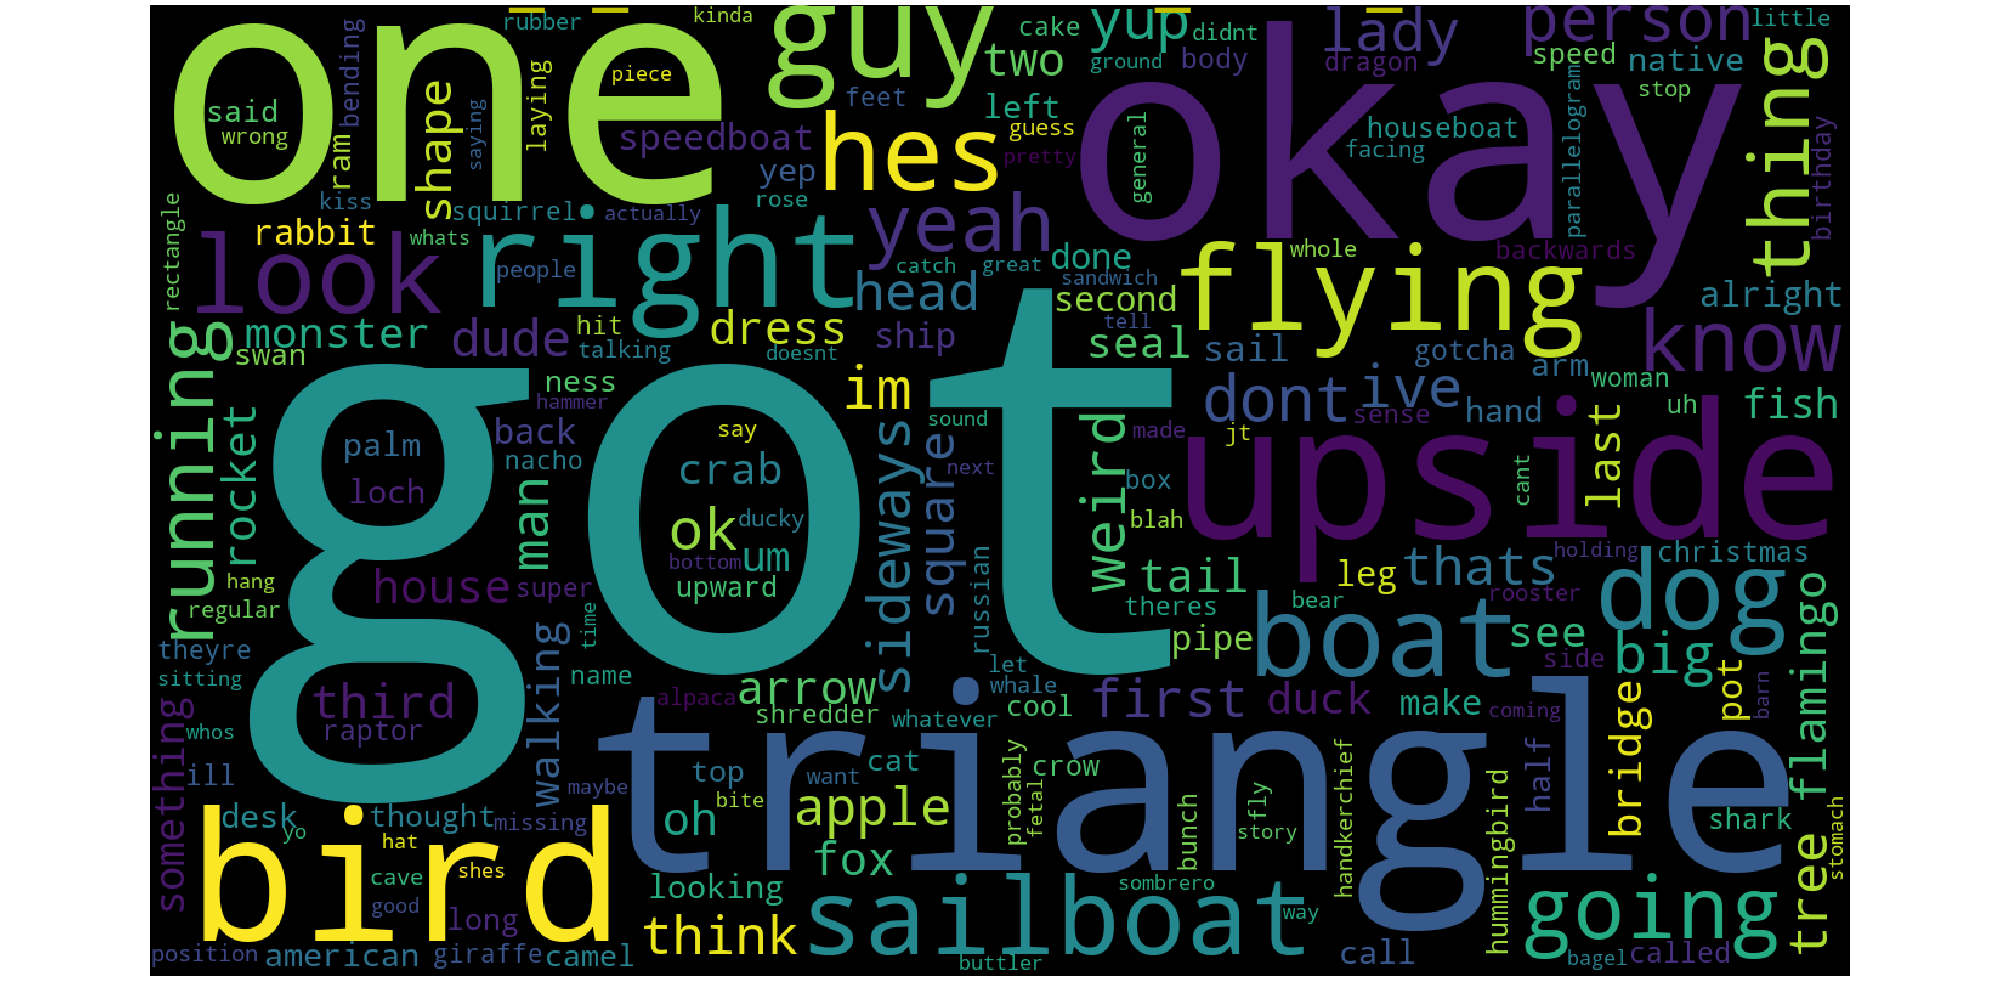 one
guy
okay
rubber
kinda
cake
yup
didnt
lady
person
little
two
ground
body
dragon
speed
native
thing
said
wrong
bending
shape
saying
laying
piece
feet
left
guess
stop
ram
speedboat
hes
yep
pretty
general
houseboat
facing
parallelogram
birthday
kiss
squirrel
actually
rose
yeah
rectangle
rabbit
whats
right
look
people
catch
great
done
sandwich
flying
whole
backwards
head
second
alright
running
monster
dude
hit
talking
dress
doesnt
ship
tell
seal
sail
gotcha
arm
know
swan
ness
hammer
im
dont
ive
woman
sense
hand
uh
fish
got
rocket
palm
back
nacho
say
crab
sound
sideways
square
next
weird
made
jt
box
blah
upside
cant
last
loch
man
ok
ducky
um
bottom
upward
house
super
hang
regular
time
russian
tail
theres
bear
leg
thats
holding
christmas
rooster
dog
flamingo
theyre
sitting
walking
name
pipe
boat
see
side
big
third
raptor
alpaca
arrow
shredder
let
whale
cool
whatever
first
duck
make
coming
bridge
pot
barn
something
whos
ill
triangle
maybe
top
want
cat
bite
crow
probably
fetal
bunch
fly
story
handkerchief
hummingbird
half
shark
tree
stomach
desk
yo
thought
missing
oh
apple
bird
hat
shes
cave
good
fox
looking
sombrero
way
long
think
sailboat
going
position
american
giraffe
camel
buttler
call
bagel
called